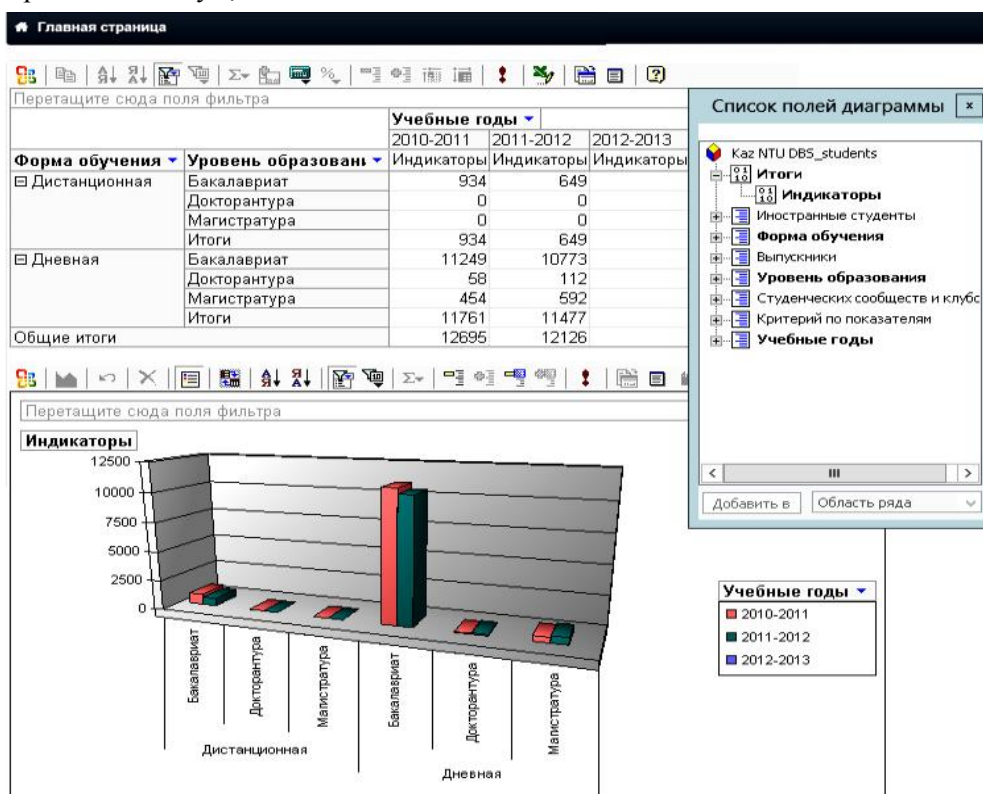 Главная страница
Перетащите сюда поля фильтра
Учебные годы
2010-2011 2011-2012 2012-2013
Форма обучения Уровень образовани Индикаторы Индикаторы Индикаторы
Дистанционная Бакалавриат 934 649
Докторантура 0 0
Магистратура 0 0
Итоги 934 649
Дневная Бакалавриат 11249 10773
Докторантура 58 112
Магистратура 454 592
Итоги 11761 11477
Общие итоги 12695 12126
Список полей диаграммы
Kaz NTU DBS_students
Итоги
Индикаторы
Иностранные студенты
Форма обучения
Выпускники
Уровень образования
Студенческих сообществ и клубс
Критерий по показателям
Учебные годы
Добавить в Область ряда
Перетащите сюда поля фильтра
Индикаторы
12500
10000
7500
5000
2500
0
Бакалавриат
Докторантура
Магистратура
Бакалавриат
Докторантура
Магистратура
Дистанционная
Дневная
Учебные годы
2010-2011
2011-2012
2012-2013